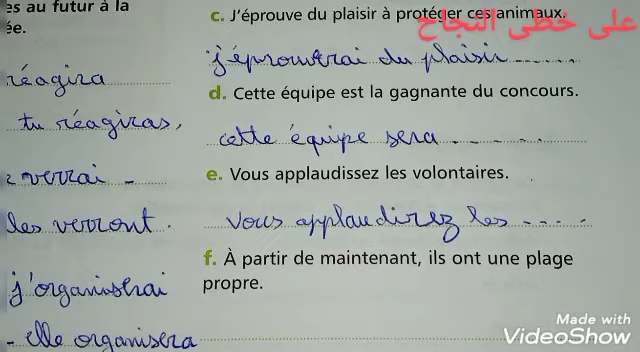 es au futur à la
ée.
réagira
tu réagiras,
verrai -
les verront.
j'organiserai
- elle organisera
على خطى النجاح
c. J'éprouve du plaisir à protéger ces animaux.
j'éprouverai du plaisir ......
d. Cette équipe est la gagnante du concours.
cette équipe sera - - - - -
e. Vous applaudissez les volontaires.
vous applaudirez les - - - -
f. À partir de maintenant, ils ont une plage
propre.
Made with
VideoShow